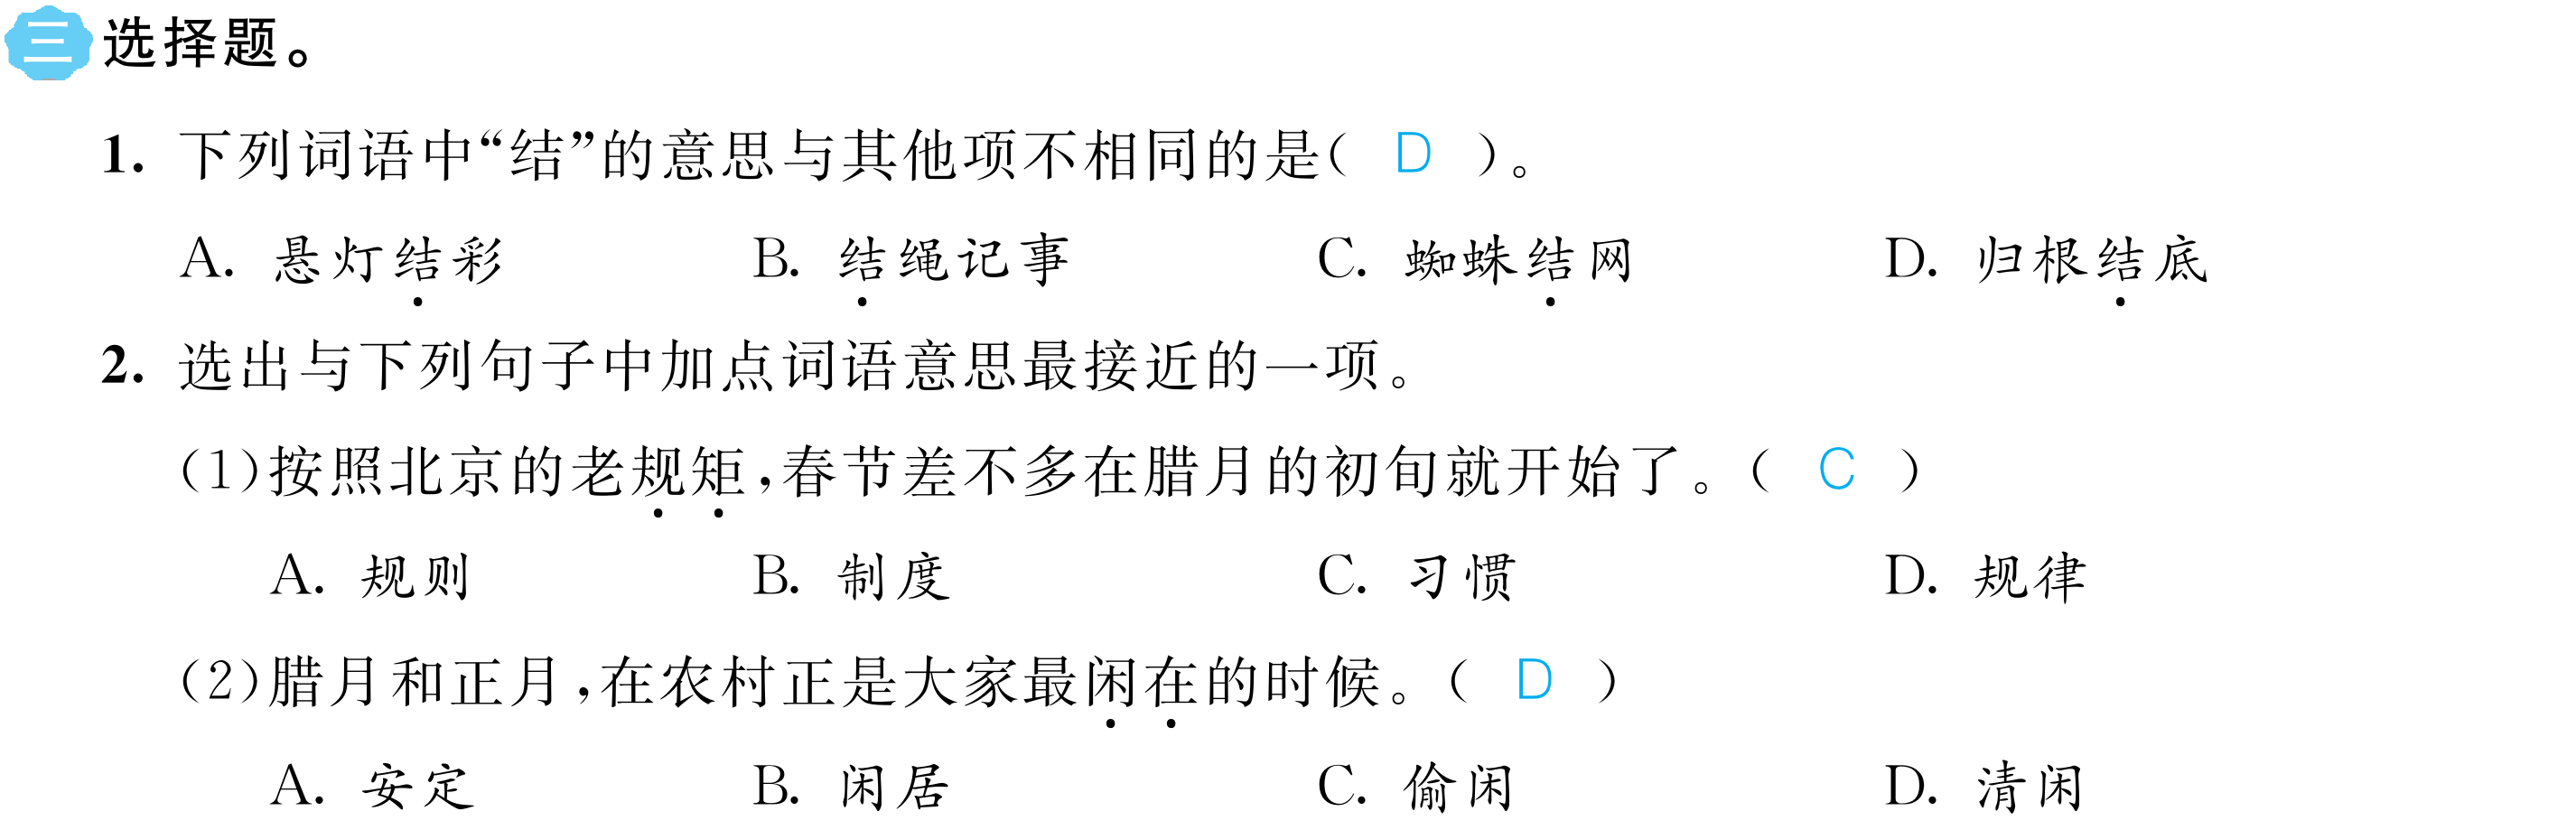 三 选择题。
1. 下列词语中“结”的意思与其他项不相同的是( D )。
A. 悬灯结彩 B. 结绳记事 C. 蜘蛛结网 D. 归根结底
2. 选出与下列句子中加点词语意思最接近的一项。
(1)按照北京的老规矩,春节差不多在腊月的初旬就开始了。( C )
A. 规则 B. 制度 C. 习惯 D. 规律
(2)腊月和正月,在农村正是大家最闲在的时候。( D )
A. 安定 B. 闲居 C. 偷闲 D. 清闲